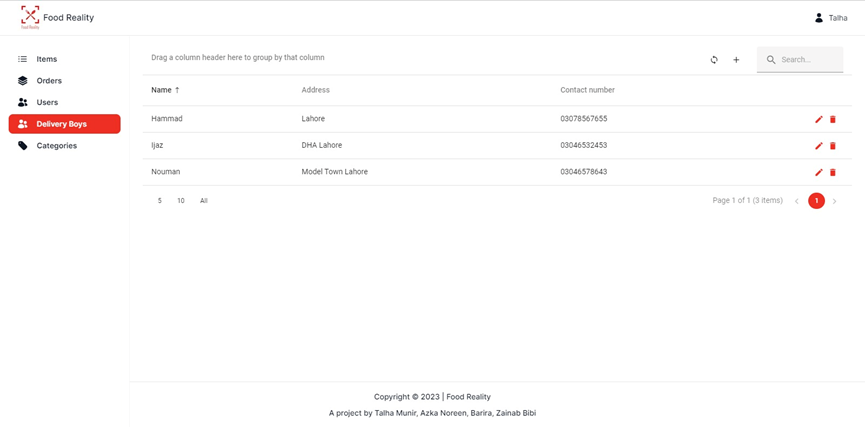 Food Reality
Food Reality
Talha
Items
Orders
Users
Delivery Boys
Categories
Drag a column header here to group by that column
Search...
Name ↑ Address Contact number
Hammad Lahore 03078567655
Ijaz DHA Lahore 03046532453
Nouman Model Town Lahore 03046578643
5 10 All
Page 1 of 1 (3 items) 1
Copyright © 2023 | Food Reality
A project by Talha Munir, Azka Noreen, Barira, Zainab Bibi